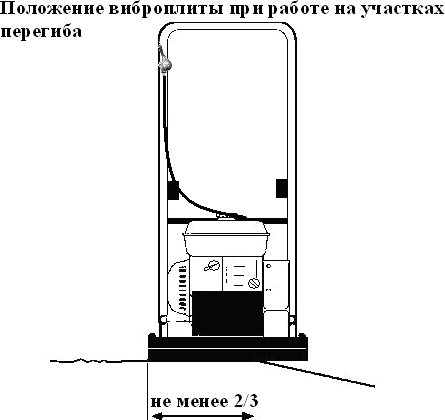 Положение виброплиты при работе на участках
перегиба
не менее 2/3